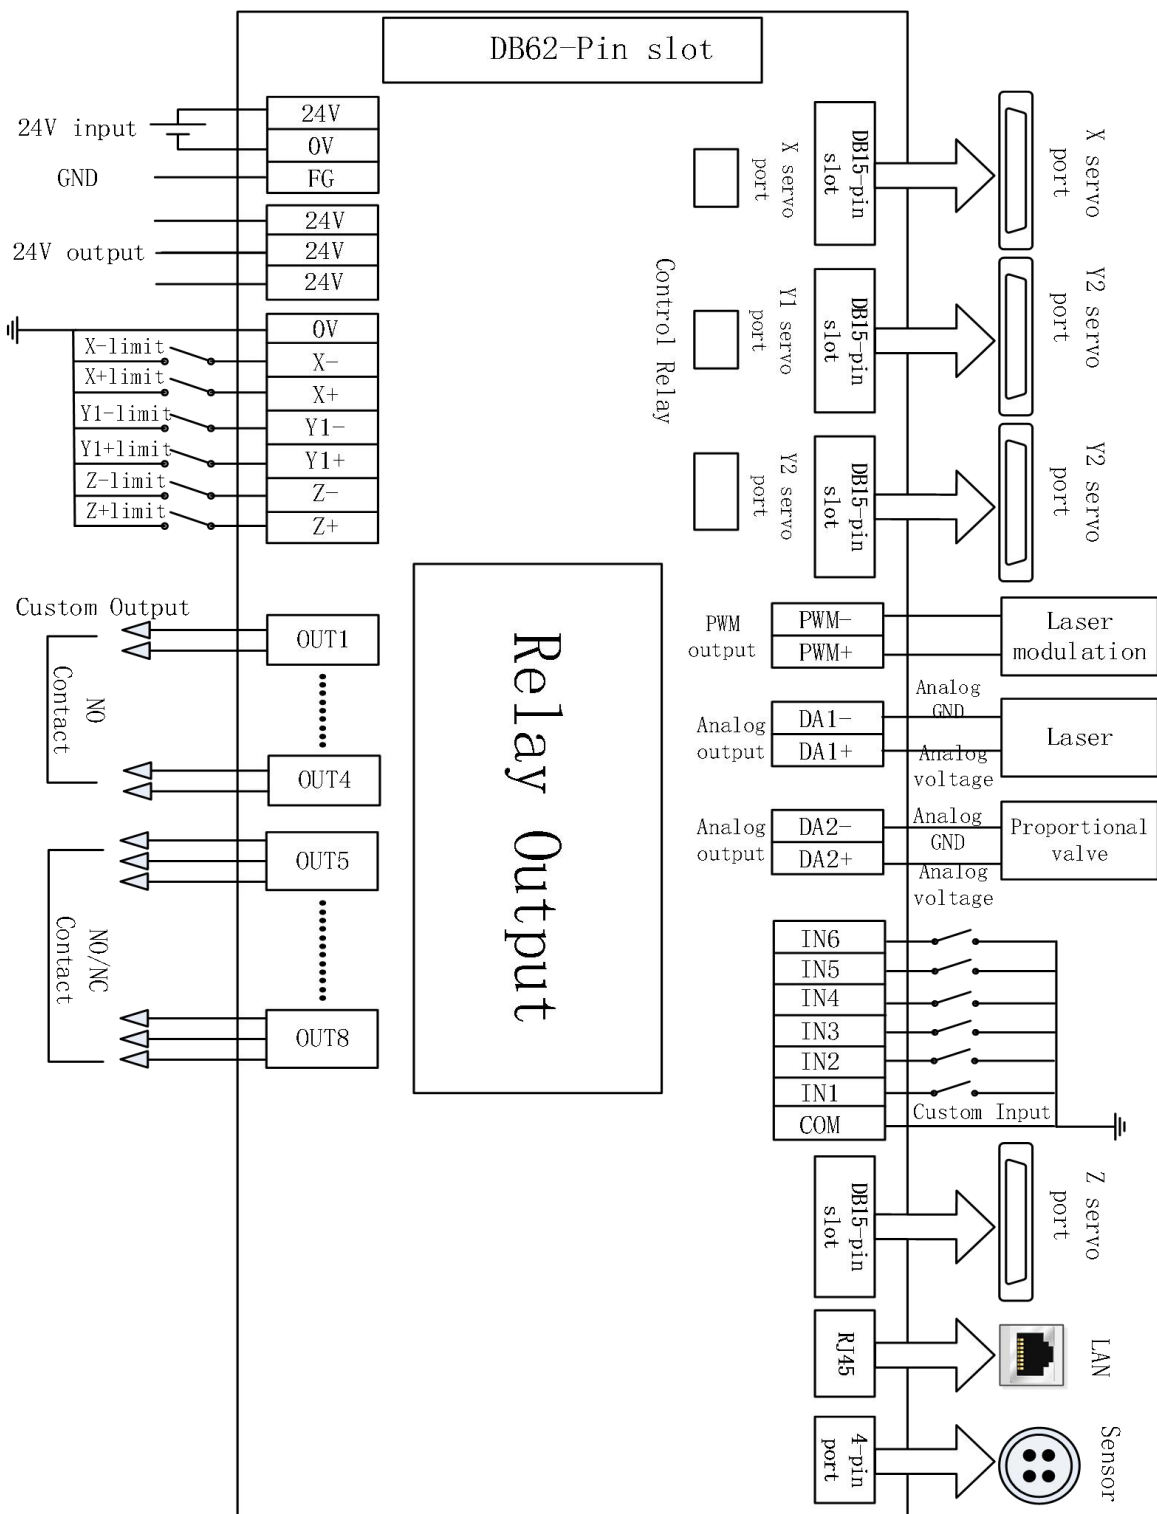 DB62-Pin slot
24V input
24V
0V
GND
FG
24V output
24V
24V
24V
0V
X-limit
X-
X+limit
X+
Y1-limit
Y1-
Y1+limit
Y1+
Z-limit
Z-
Z+limit
Z+
Custom Output
OUT1
NO
Contact
OUT4
OUT5
NO/NC
Contact
OUT8
Relay Output
Control Relay
X servo
port
DB15-pin
slot
X servo
port
Y1 servo
port
DB15-pin
slot
Y2 servo
port
Y2 servo
port
DB15-pin
slot
Y2 servo
port
PWM
output
PWM-
PWM+
Laser
modulation
Analog
output
DA1-
DA1+
Analog
GND
Analog
voltage
Laser
Analog
output
DA2-
DA2+
Analog
GND
Analog
voltage
Proportional
valve
IN6
IN5
IN4
IN3
IN2
IN1
COM
Custom Input
DB15-pin
slot
Z servo
port
RJ45
LAN
4-pin
port
Sensor